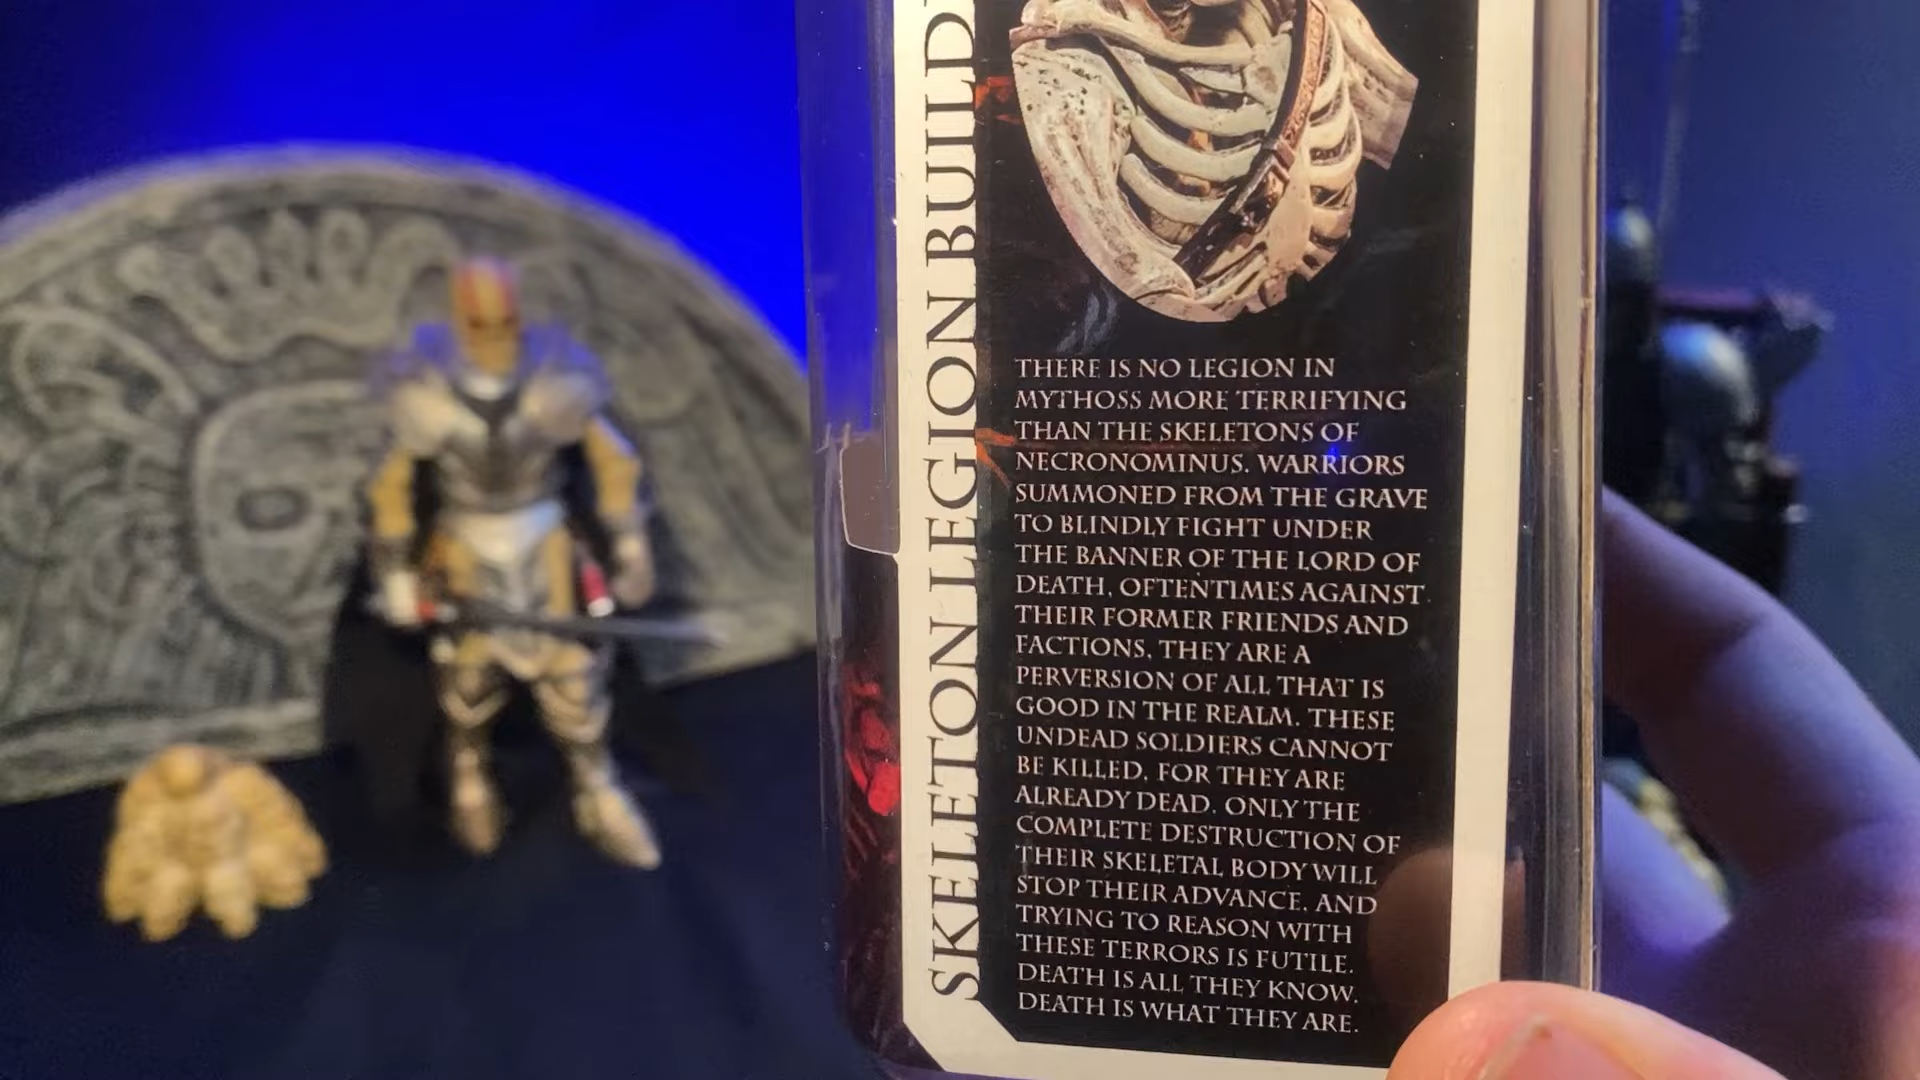 SKELETON LEGION BUILD
THERE IS NO LEGION IN
MYTHOSS MORE TERRIFYING
THAN THE SKELETONS OF
NECRONOMINUS. WARRIORS
SUMMONED FROM THE GRAVE
TO BLINDLY FIGHT UNDER
THE BANNER OF THE LORD OF
DEATH, OFTENTIMES AGAINST
THEIR FORMER FRIENDS AND
FACTIONS, THEY ARE A
PERVERSION OF ALL THAT IS
GOOD IN THE REALM. THESE
UNDEAD SOLDIERS CANNOT
BE KILLED, FOR THEY ARE
ALREADY DEAD. ONLY THE
COMPLETE DESTRUCTION OF
THEIR SKELETAL BODY WILL
STOP THEIR ADVANCE, AND
TRYING TO REASON WITH
THESE TERRORS IS FUTILE.
DEATH IS ALL THEY KNOW.
DEATH IS WHAT THEY ARE.